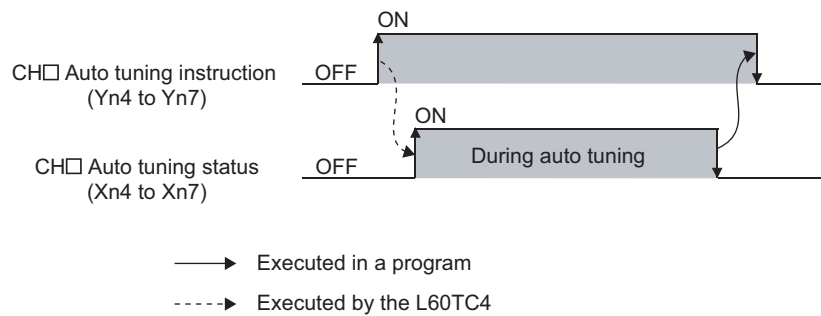 ON
CH□ Auto tuning instruction
(Yn4 to Yn7)
OFF
ON
CH□ Auto tuning status
(Xn4 to Xn7)
OFF
During auto tuning
Executed in a program
Executed by the L60TC4